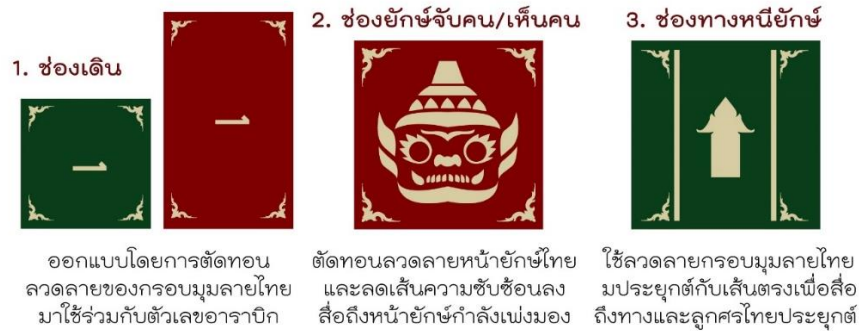 1. ช่องเดิน
1
1
ออกแบบโดยการตัดทอน
ลวดลายของกรอบมุมลายไทย
มาใช้ร่วมกับตัวเลขอาราบิก
2. ช่องยักษ์จับคน/เห็นคน
ตัดทอนลวดลายหน้ายักษ์ไทย
และลดเส้นความซับซ้อนลง
สื่อถึงหน้ายักษ์กำลังเพ่งมอง
3. ช่องทางหนียักษ์
ใช้ลวดลายกรอบมุมลายไทย
มประยุกต์กับเส้นตรงเพื่อสื่อ
ถึงทางและลูกศรไทยประยุกต์